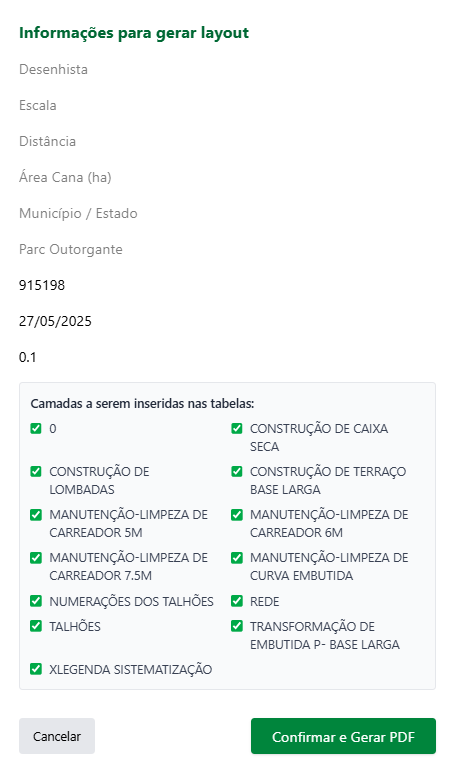 Informações para gerar layout
Desenhista
Escala
Distância
Área Cana (ha)
Município / Estado
Parc Outorgante
915198
27/05/2025
0.1
Camadas a serem inseridas nas tabelas:
0
CONSTRUÇÃO DE CAIXA
SECA
CONSTRUÇÃO DE
LOMBADAS
CONSTRUÇÃO DE TERRAÇO
BASE LARGA
MANUTENÇÃO-LIMPEZA DE
CARREADOR 5M
MANUTENÇÃO-LIMPEZA DE
CARREADOR 6M
MANUTENÇÃO-LIMPEZA DE
CARREADOR 7.5M
MANUTENÇÃO-LIMPEZA DE
CURVA EMBUTIDA
NUMERAÇÕES DOS TALHÕES
REDE
TALHÕES
TRANSFORMAÇÃO DE
EMBUTIDA P- BASE LARGA
XLEGENDA SISTEMATIZAÇÃO
Cancelar
Confirmar e Gerar PDF